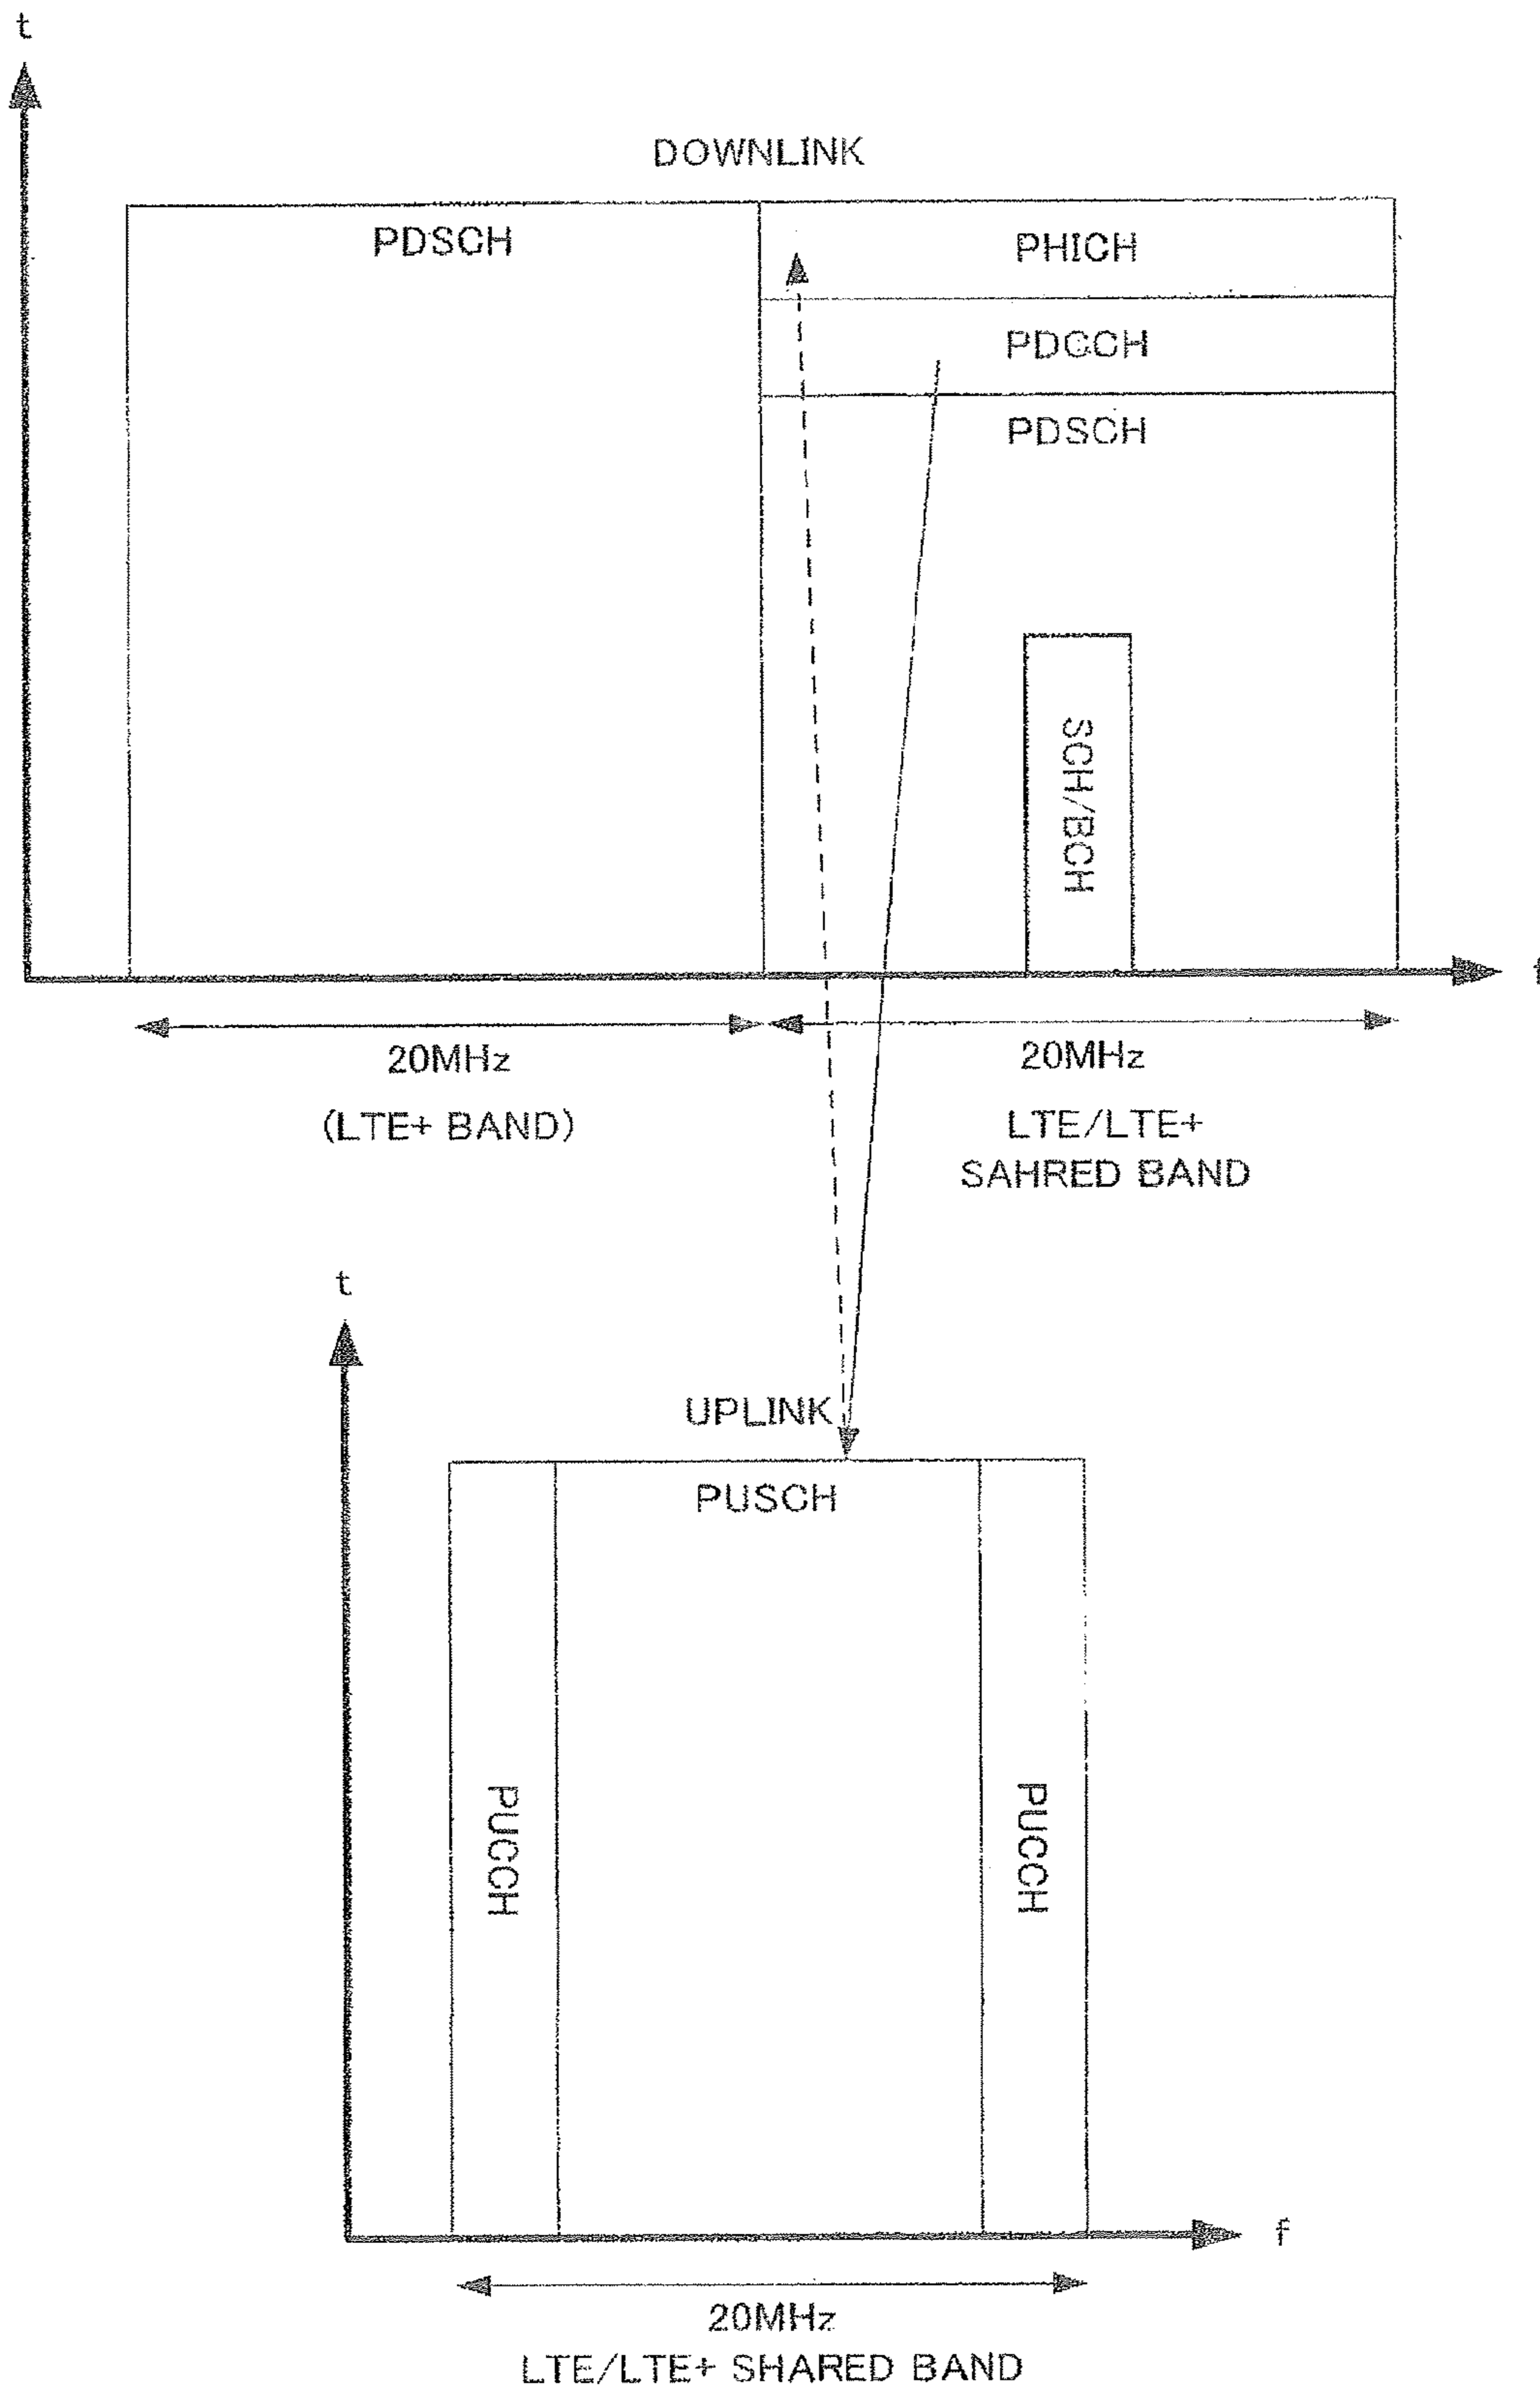 t
DOWNLINK
PDSCH
PHICH
PDCCH
PDSCH
SCH/BCH
f
20MHz
(LTE+ BAND)
20MHz
LTE/LTE+
SAHRED BAND
t
UPLINK
PUSCH
PUCCH
PUCCH
f
20MHz
LTE/LTE+ SHARED BAND